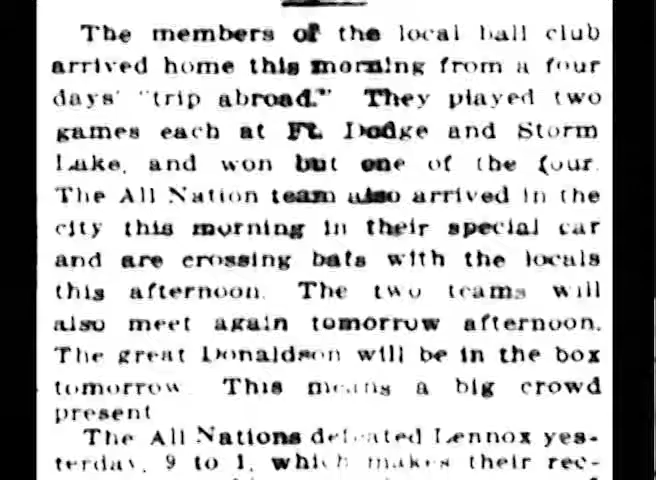 The members of the local ball club
arrived home this morning from a four
days' "trip abroad." They played two
games each at Ft. Dodge and Storm
Lake, and won but one of the four.
The All Nation team also arrived in the
city this morning in their special car
and are crossing bats with the locals
this afternoon. The two teams will
also meet again tomorrow afternoon.
The great Donaldson will be in the box
tomorrow. This means a big crowd
present
The All Nations defeated Lennox yes-
terday, 9 to 1, which makes their rec-